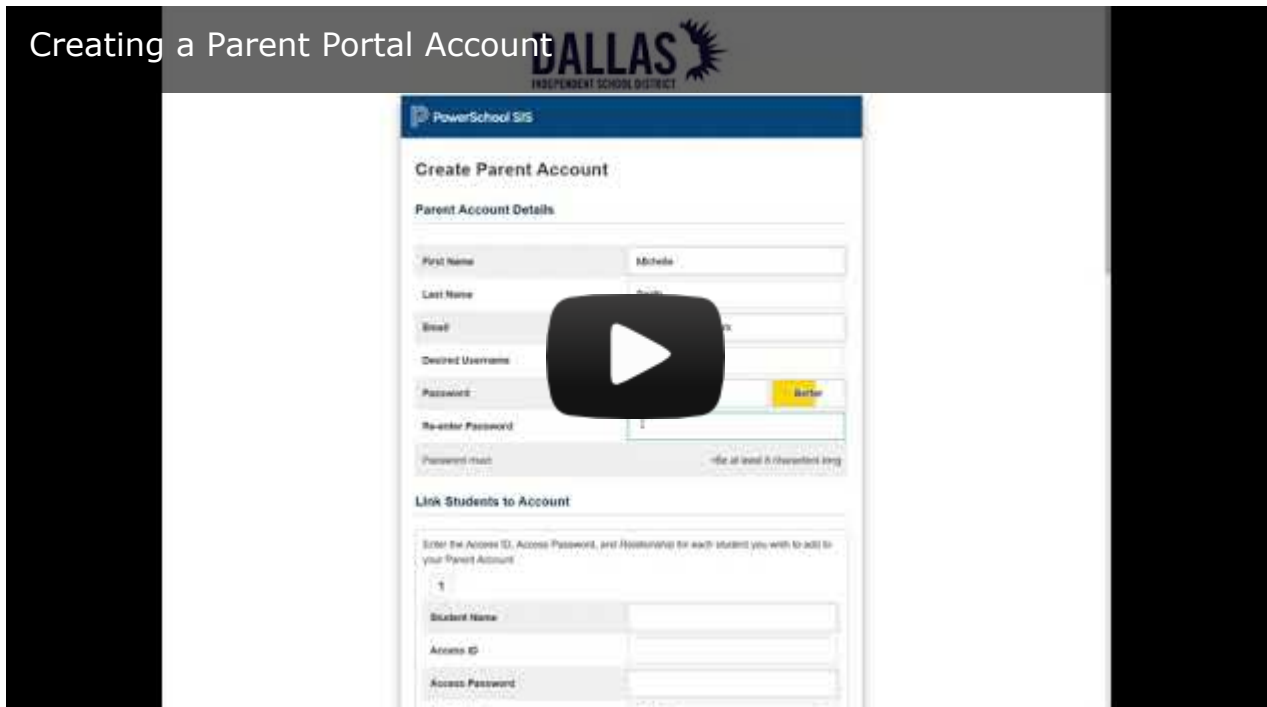 Creating a Parent Portal Account
DALLAS
INDEPENDENT SCHOOL DISTRICT
PowerSchool SIS
Create Parent Account
Parent Account Details
First Name
Michelle
Last Name
Email
Desired Username
Password
Better
Re-enter Password
Password must
•Be at least 8 characters long
Link Students to Account
Enter the Access ID, Access Password, and Relationship for each student you wish to add to
your Parent Account
1
Student Name
Access ID
Access Password